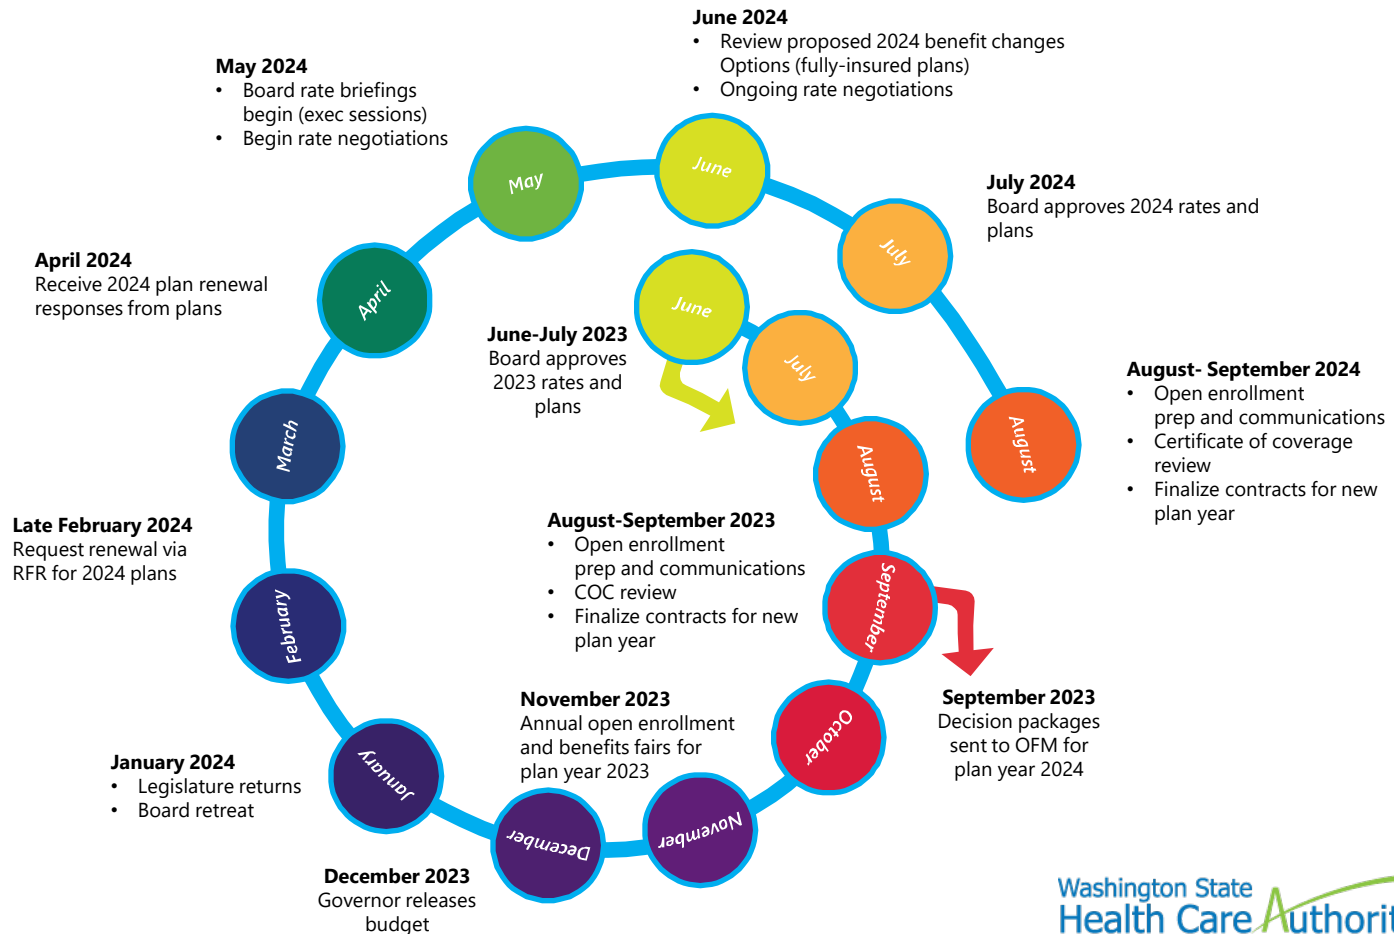 June 2024
• Review proposed 2024 benefit changes
Options (fully-insured plans)
• Ongoing rate negotiations
May 2024
• Board rate briefings
begin (exec sessions)
• Begin rate negotiations
May
June
July 2024
Board approves 2024 rates and
plans
July
April 2024
Receive 2024 plan renewal
responses from plans
April
June
June-July 2023
Board approves
2023 rates and
plans
July
August- September 2024
• Open enrollment
prep and communications
• Certificate of coverage
review
• Finalize contracts for new
plan year
August
March
August
Late February 2024
Request renewal via
RFR for 2024 plans
August-September 2023
• Open enrollment
prep and communications
• COC review
• Finalize contracts for new
plan year
September
February
September 2023
Decision packages
sent to OFM for
plan year 2024
November 2023
Annual open enrollment
and benefits fairs for
plan year 2023
October
January 2024
• Legislature returns
• Board retreat
January
November
December
December 2023
Governor releases
budget
Washington State
Health Care Authorit